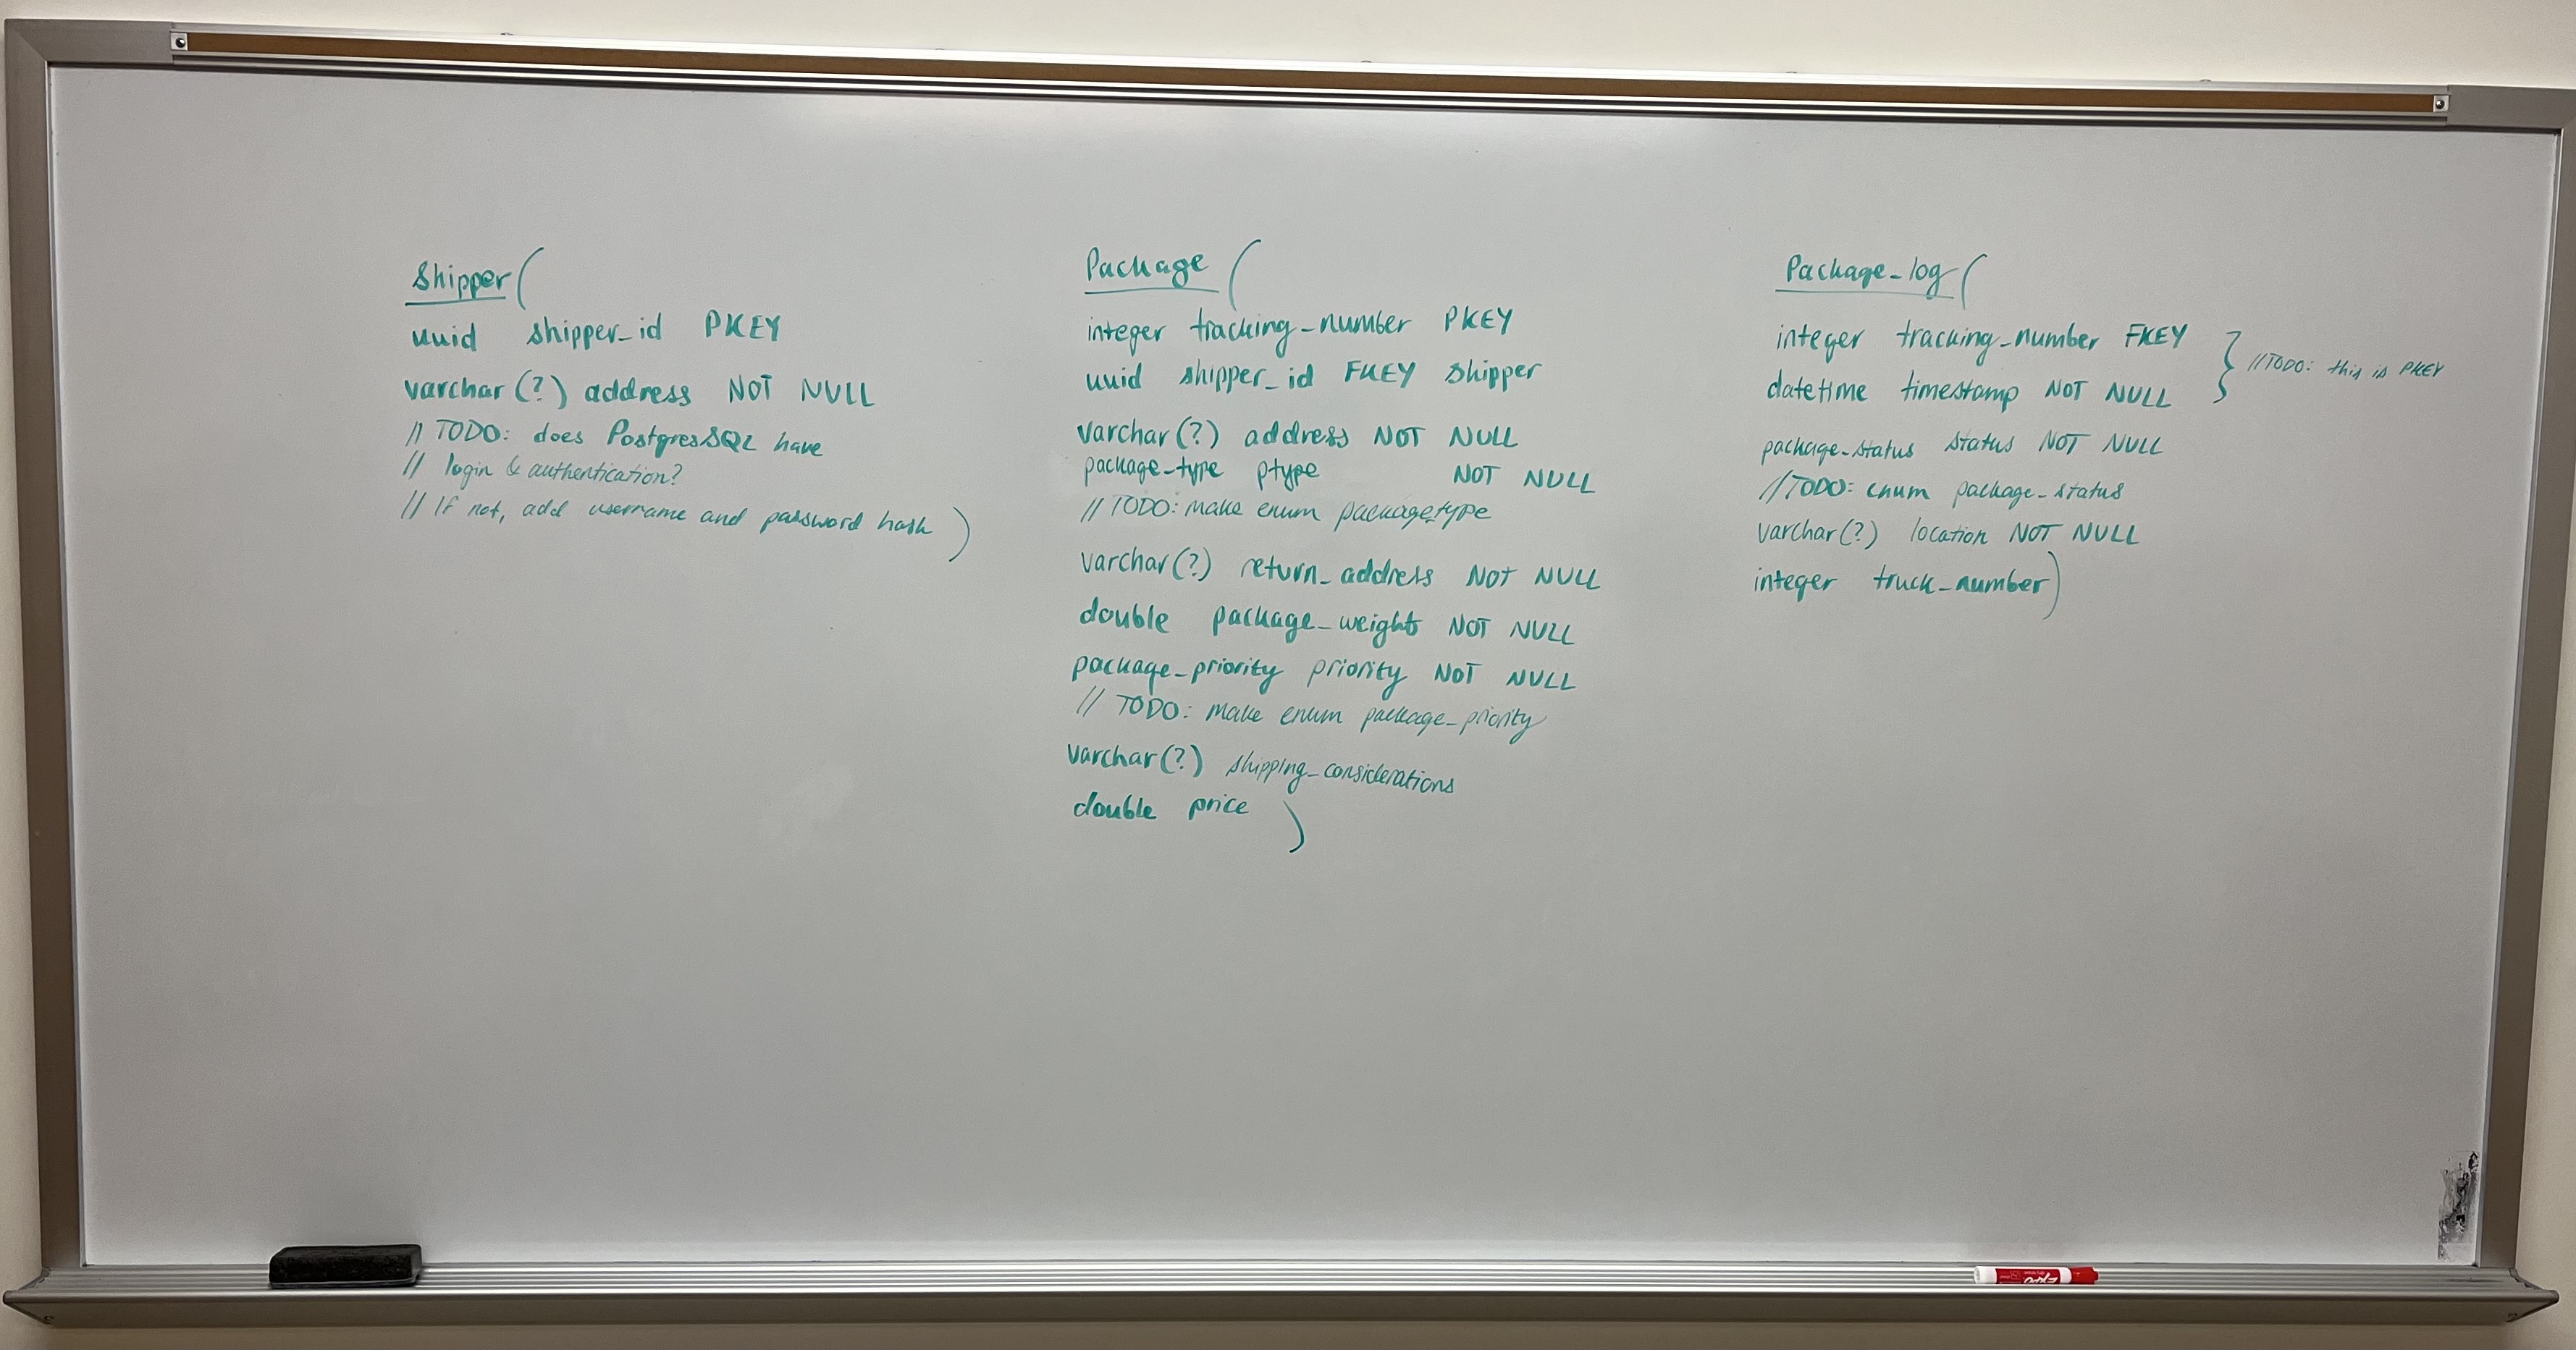 Shipper (
uuid shipper_id PKEY
varchar (?) address NOT NULL
// TODO: does PostgresSQL have
// login & authentication?
// If not, add username and password hash )
Package (
integer tracking_number PKEY
uuid shipper_id FKEY Shipper
varchar (?) address NOT NULL
package_type ptype NOT NULL
// TODO: make enum package_type
varchar (?) return_address NOT NULL
double package_weight NOT NULL
package_priority priority NOT NULL
// TODO: make enum package_priority
varchar (?) shipping_considerations
double price )
Package_log (
integer tracking_number FKEY
datetime timestamp NOT NULL
} //TODO: this is PKEY
package_status status NOT NULL
//TODO: enum package_status
varchar (?) location NOT NULL
integer truck_number)
EXPO